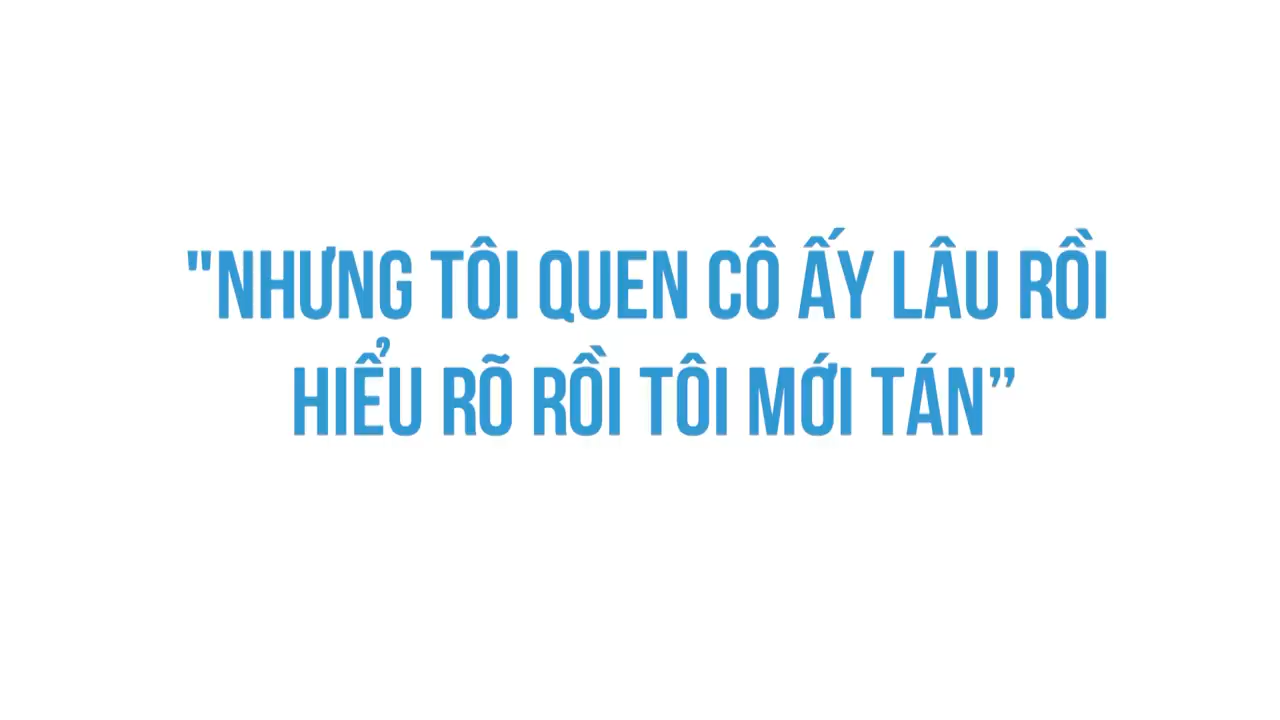 "NHƯNG TÔI QUEN CÔ ẤY LÂU RỒI
HIỂU RÕ RỒI TÔI MỚI TÁN”